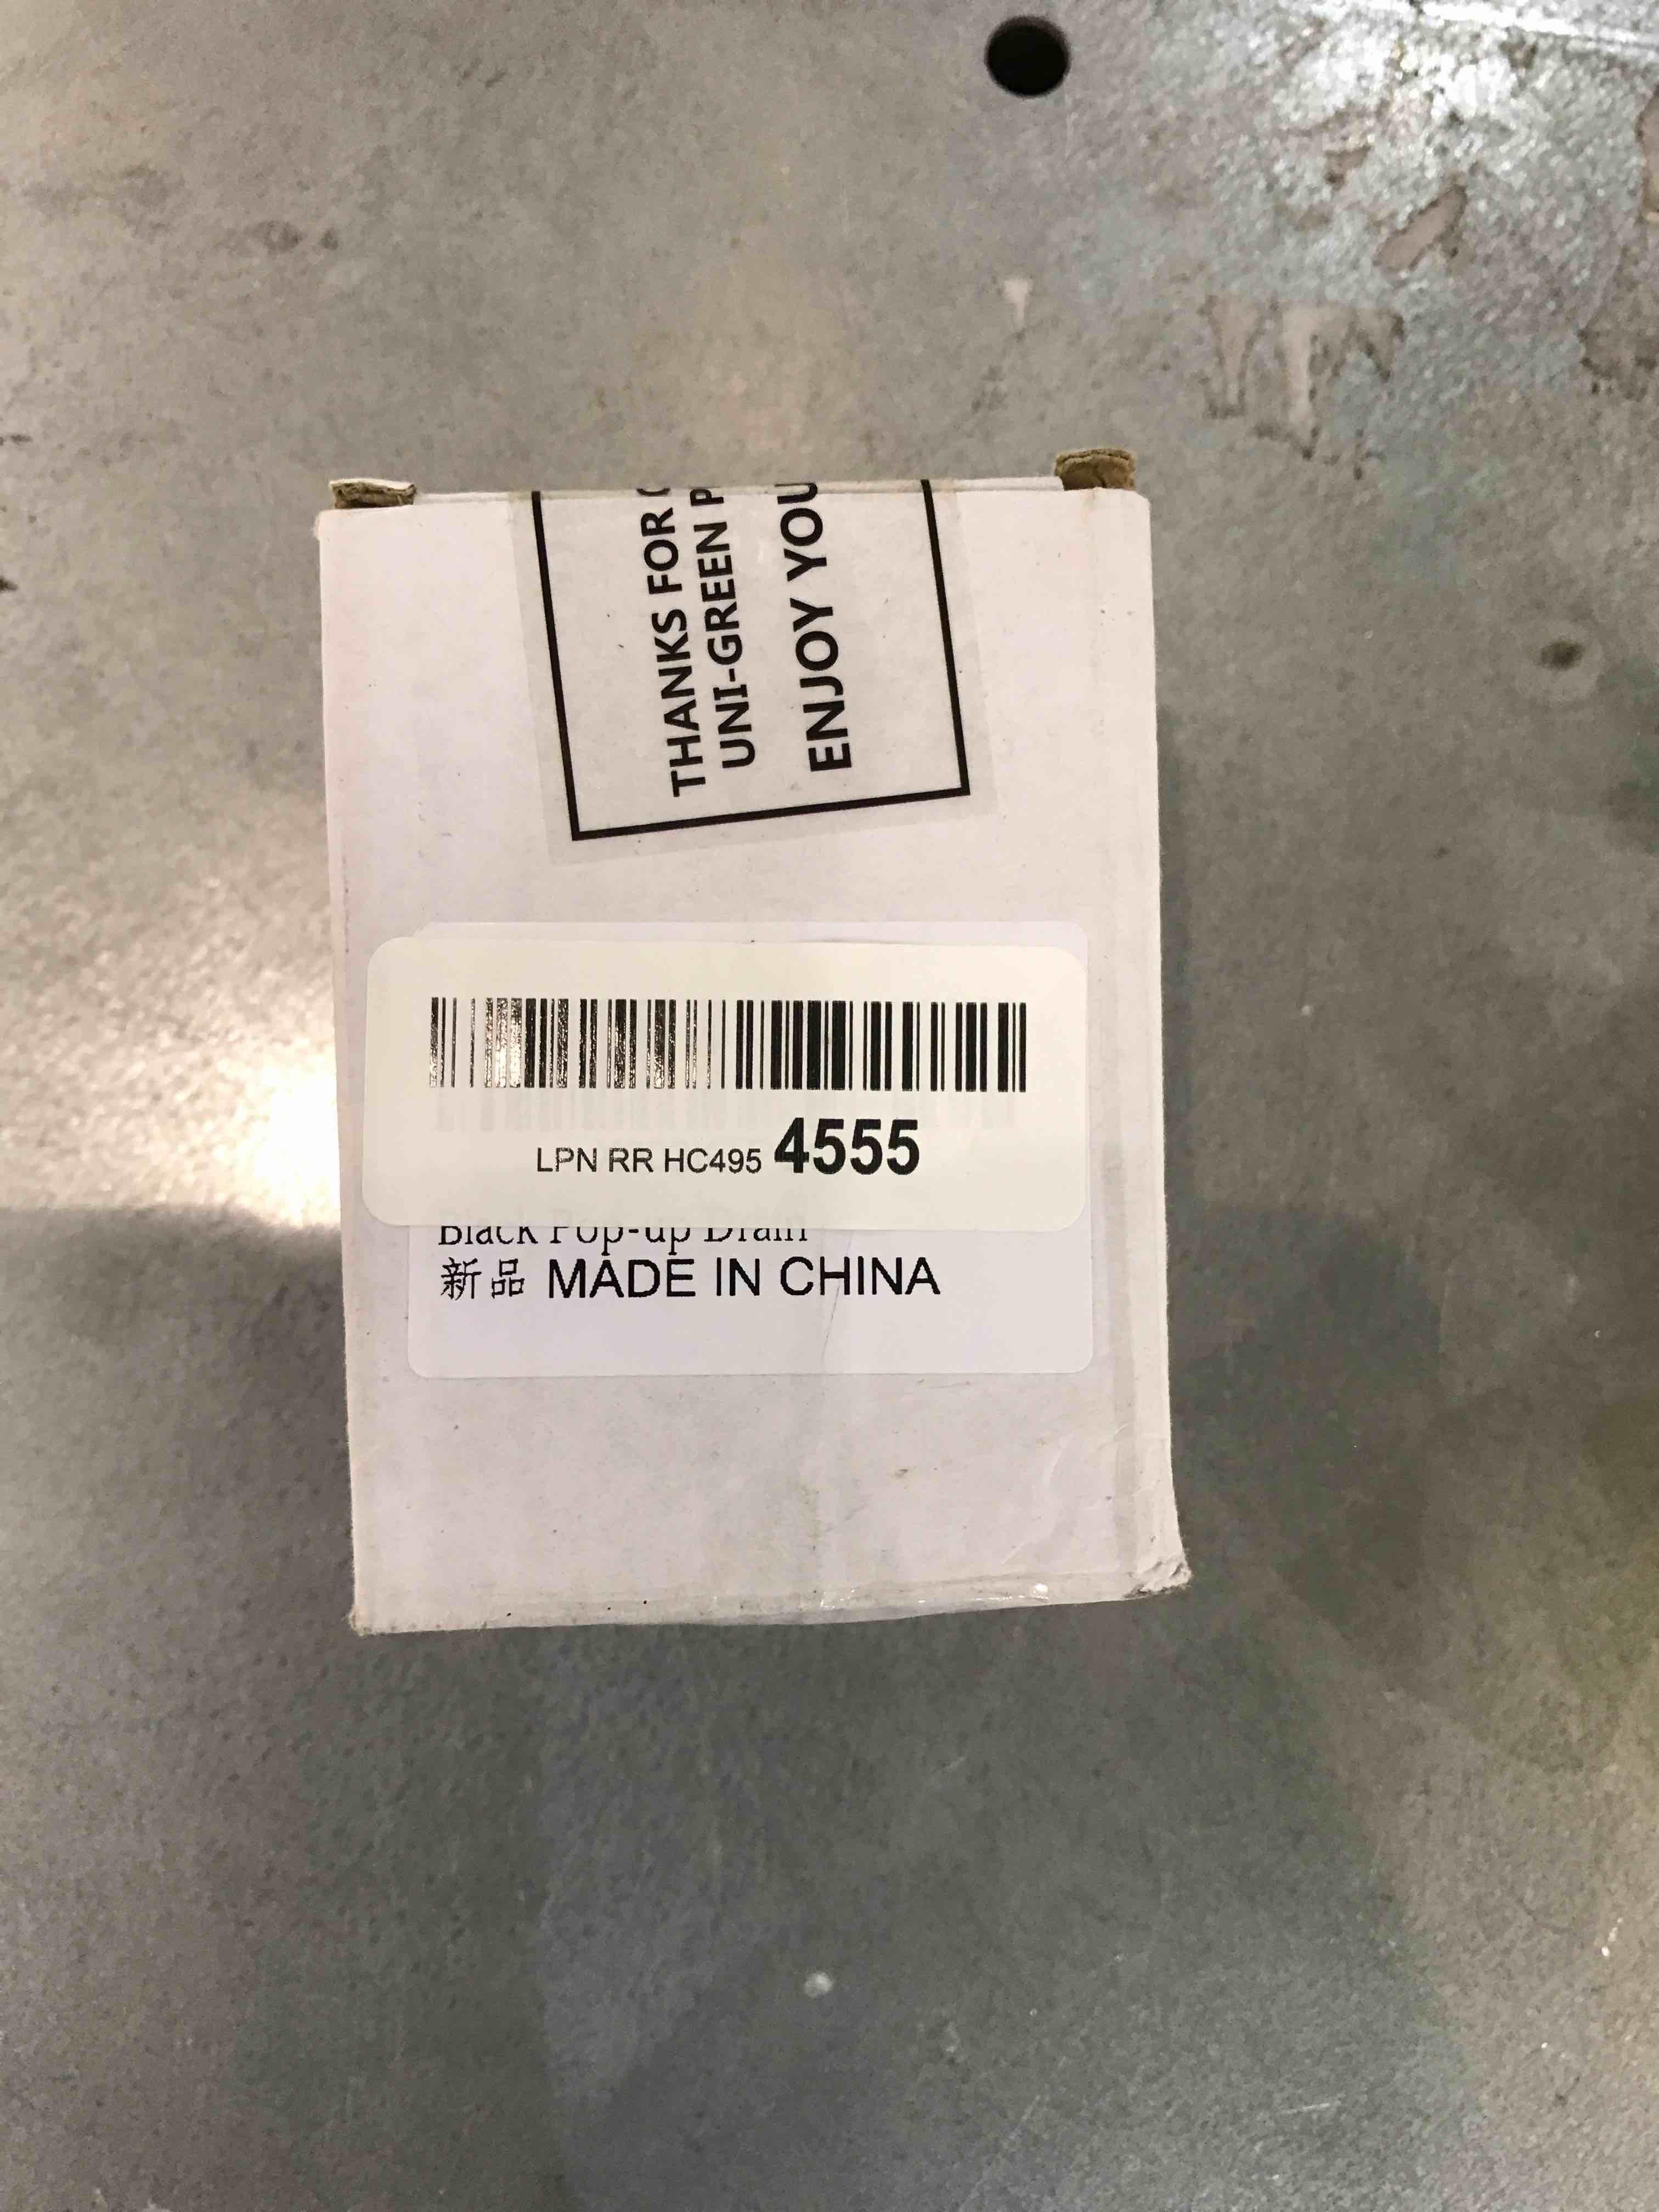 THANKS FOR
UNI-GREEN P
ENJOY YOU
LPN RR HC495 4555
Black Pop-up Drain
新品 MADE IN CHINA